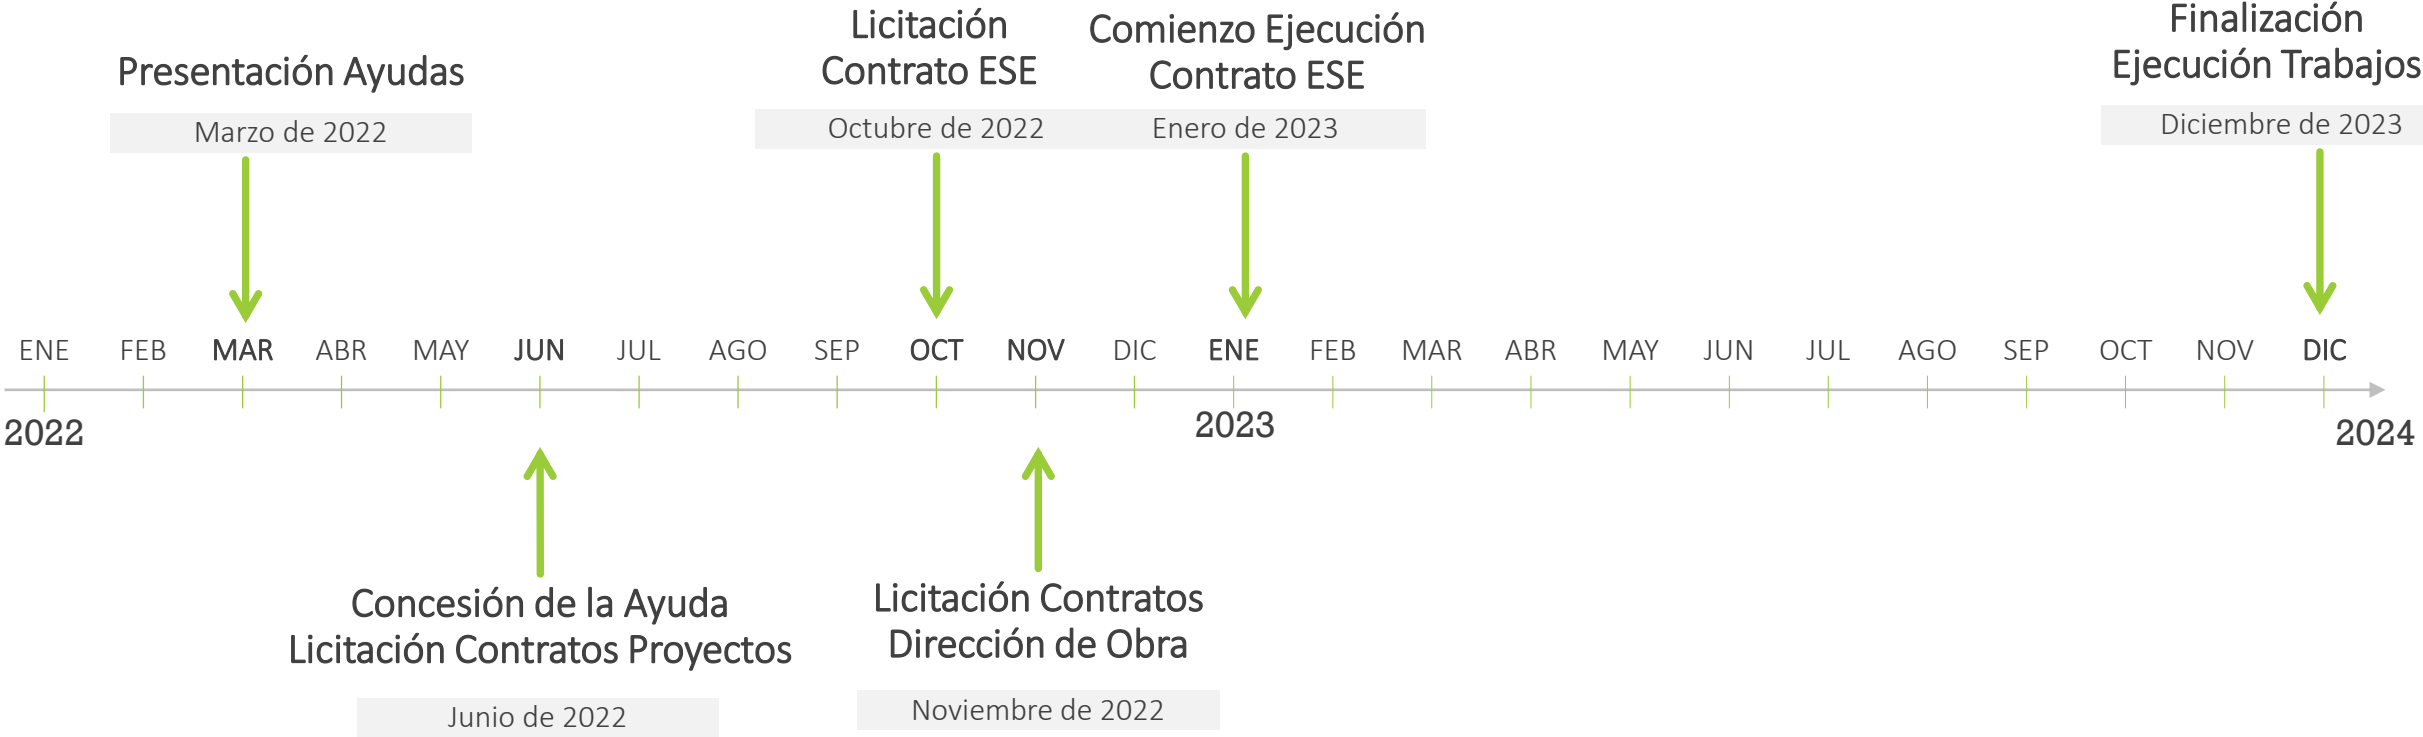 Presentación Ayudas
Marzo de 2022
Licitación
Contrato ESE
Octubre de 2022
Comienzo Ejecución
Contrato ESE
Enero de 2023
Finalización
Ejecución Trabajos
Diciembre de 2023
ENE FEB MAR ABR MAY JUN JUL AGO SEP OCT NOV DIC ENE FEB MAR ABR MAY JUN JUL AGO SEP OCT NOV DIC
2022 2023 2024
Concesión de la Ayuda
Licitación Contratos Proyectos
Junio de 2022
Licitación Contratos
Dirección de Obra
Noviembre de 2022